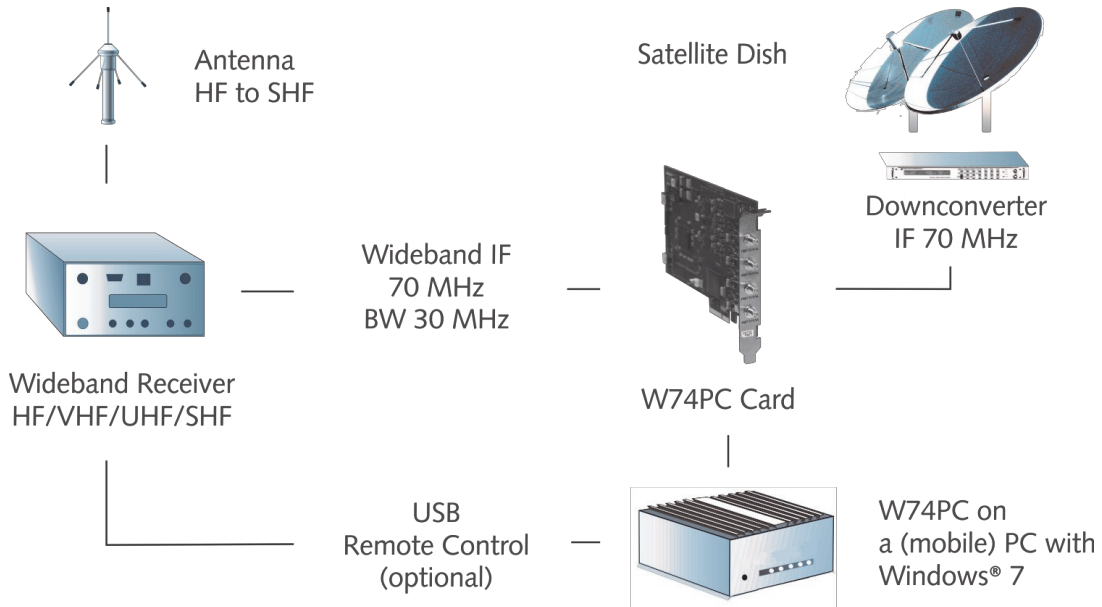 Antenna
HF to SHF
Satellite Dish
Downconverter
IF 70 MHz
Wideband IF
70 MHz
BW 30 MHz
Wideband Receiver
HF/VHF/UHF/SHF
W74PC Card
USB
Remote Control
(optional)
W74PC on
a (mobile) PC with
Windows® 7